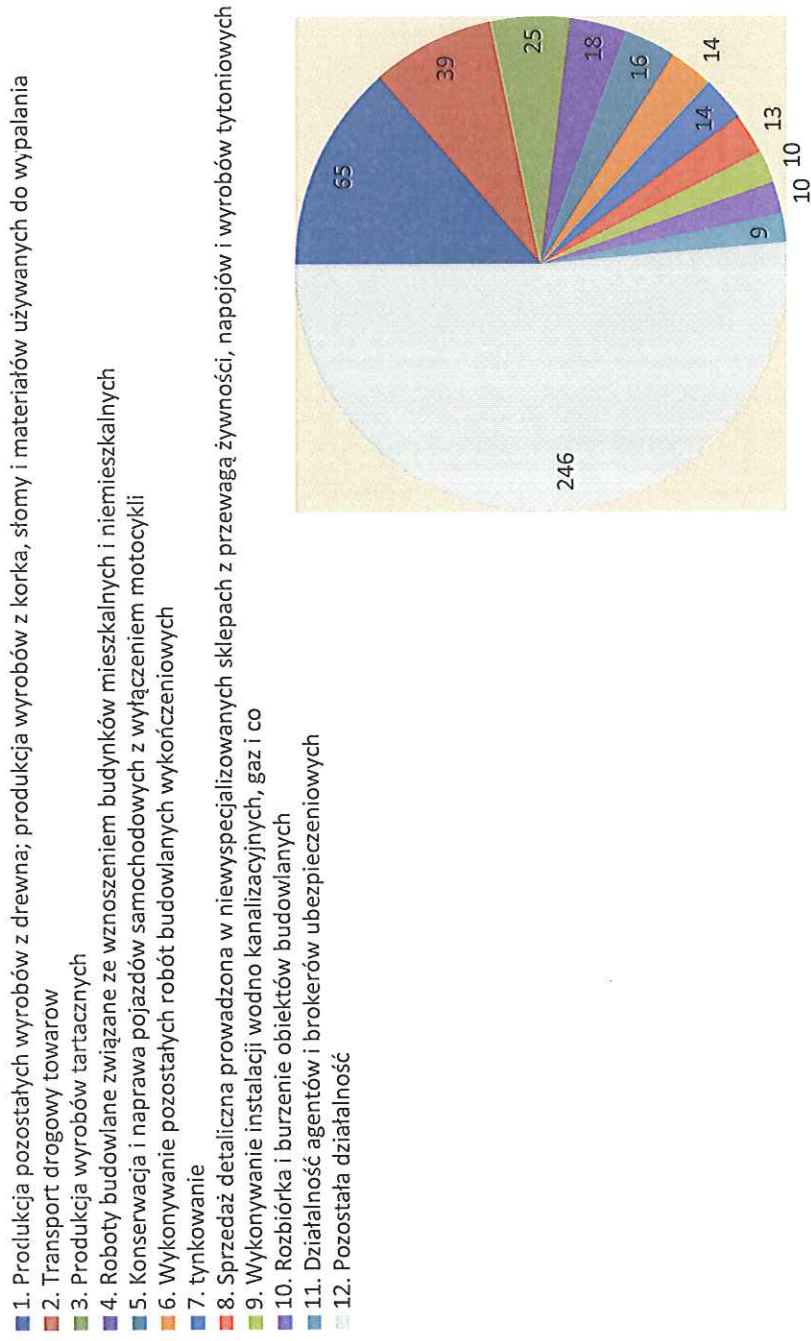 1. Produkcja pozostałych wyrobów z drewna; produkcja wyrobów z korka, słomy i materiałów używanych do wypalania
2. Transport drogowy towarów
3. Produkcja wyrobów tartacznych
4. Roboty budowlane związane ze wznoszeniem budynków mieszkalnych i niemieszkalnych
5. Konserwacja i naprawa pojazdów samochodowych z wyłączeniem motocykli
6. Wykonywanie pozostałych robót budowlanych wykończeniowych
7. tynkowanie
8. Sprzedaż detaliczna prowadzona w niewyspecjalizowanych sklepach z przewagą żywności, napojów i wyrobów tytoniowych
9. Wykonywanie instalacji wodno kanalizacyjnych, gaz i co
10. Rozbiórka i burzenie obiektów budowlanych
11. Działalność agentów i brokerów ubezpieczeniowych
12. Pozostała działalność
65
39
25
18
16
14
14
13
10
10
9
246